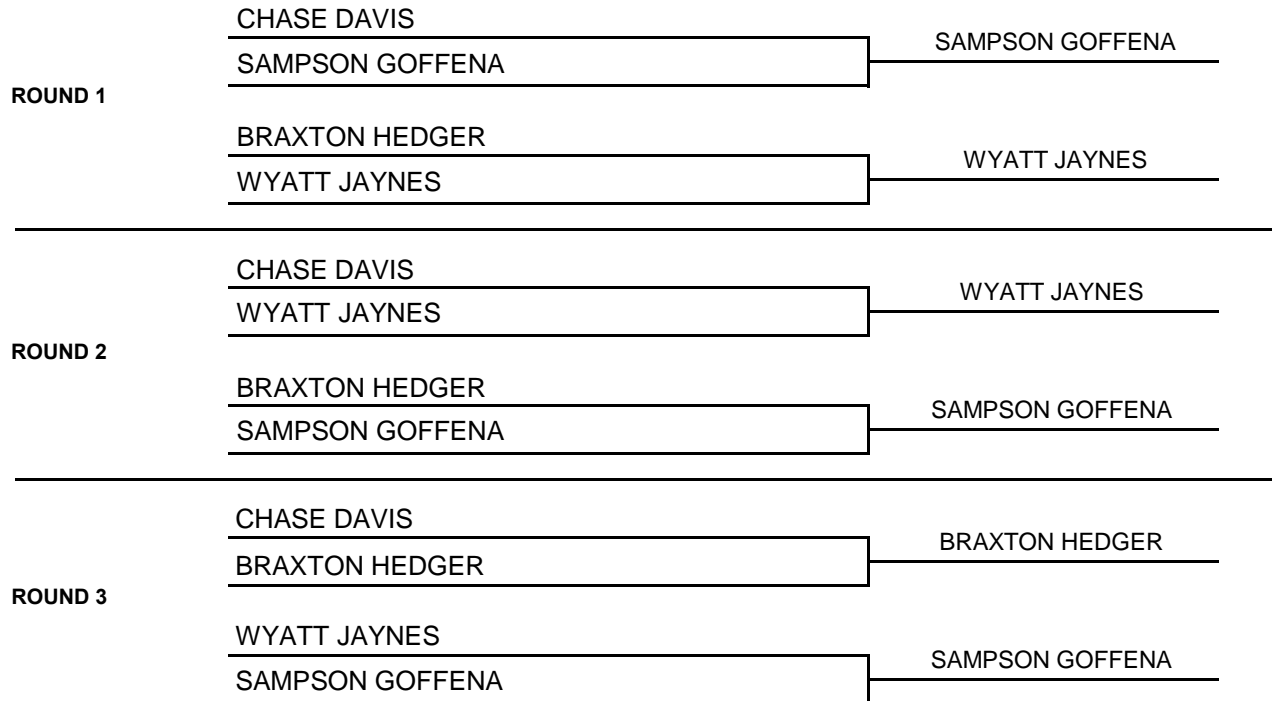 CHASE DAVIS
SAMPSON GOFFENA
SAMPSON GOFFENA
ROUND 1
BRAXTON HEDGER
WYATT JAYNES
WYATT JAYNES
CHASE DAVIS
WYATT JAYNES
WYATT JAYNES
ROUND 2
BRAXTON HEDGER
SAMPSON GOFFENA
SAMPSON GOFFENA
CHASE DAVIS
BRAXTON HEDGER
BRAXTON HEDGER
ROUND 3
WYATT JAYNES
SAMPSON GOFFENA
SAMPSON GOFFENA